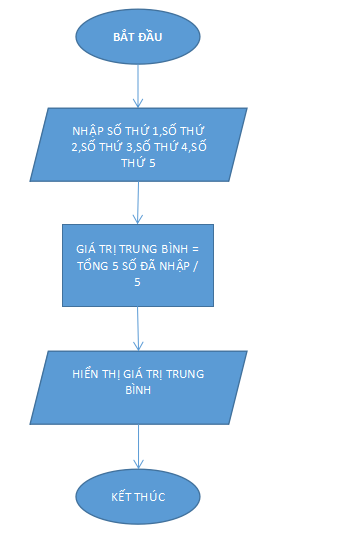 BẮT ĐẦU
NHẬP SỐ THỨ 1,SỐ THỨ
2,SỐ THỨ 3,SỐ THỨ 4,SỐ
THỨ 5
GIÁ TRỊ TRUNG BÌNH =
TỔNG 5 SỐ ĐÃ NHẬP /
5
HIỂN THỊ GIÁ TRỊ TRUNG
BÌNH
KẾT THÚC